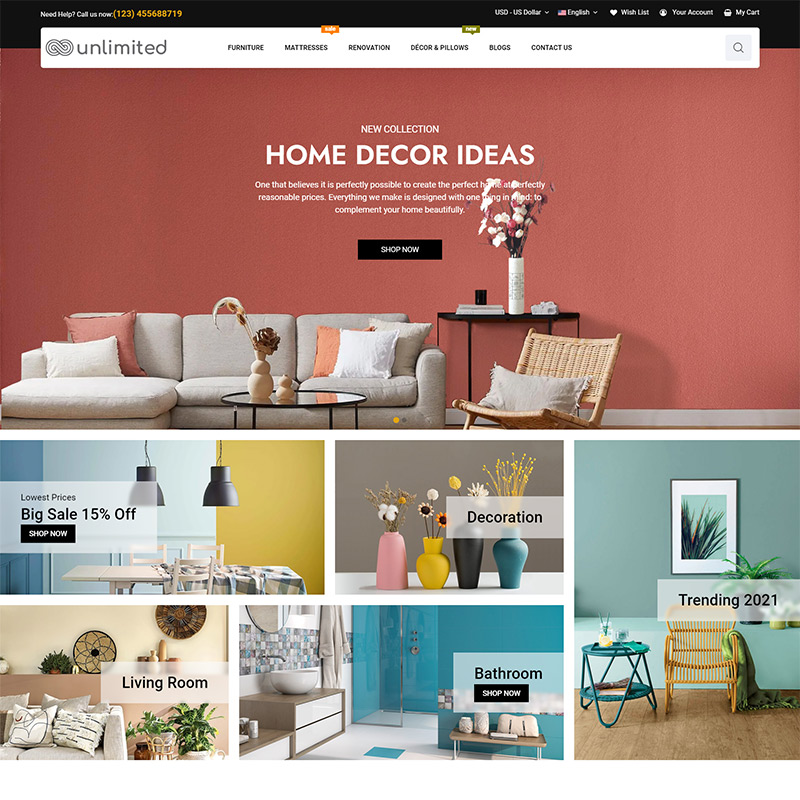 Need Help? Call us now:(123) 455688719
USD - US Dollar
English
Wish List
Your Account
My Cart
unlimited
FURNITURE
MATTRESSES
sale
RENOVATION
DÉCOR & PILLOWS
new
BLOGS
CONTACT US
NEW COLLECTION
HOME DECOR IDEAS
One that believes it is perfectly possible to create the perfect home at perfectly
reasonable prices. Everything we make is designed with one thing in mind: to
complement your home beautifully.
SHOP NOW
Lowest Prices
Big Sale 15% Off
SHOP NOW
Decoration
Trending 2021
Living Room
Bathroom
SHOP NOW